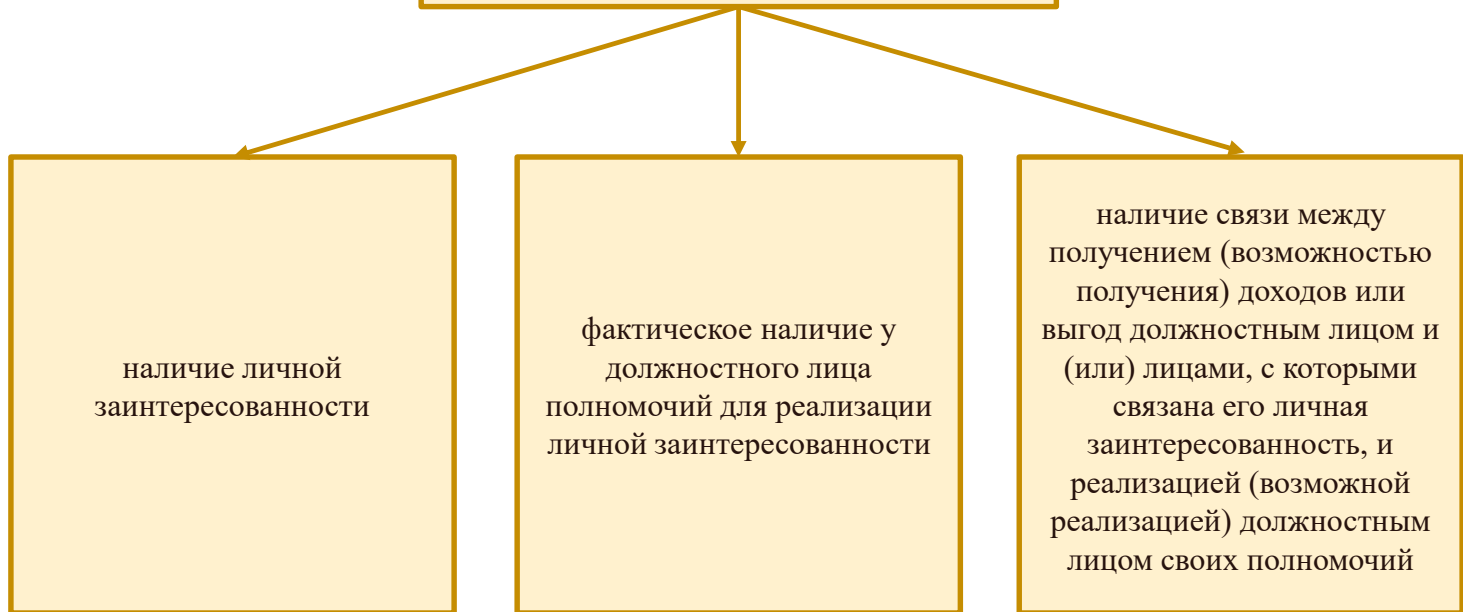 наличие личной
заинтересованности
фактическое наличие у
должностного лица
полномочий для реализации
личной заинтересованности
наличие связи между
получением (возможностью
получения) доходов или
выгод должностным лицом и
(или) лицами, с которыми
связана его личная
заинтересованность, и
реализацией (возможной
реализацией) должностным
лицом своих полномочий